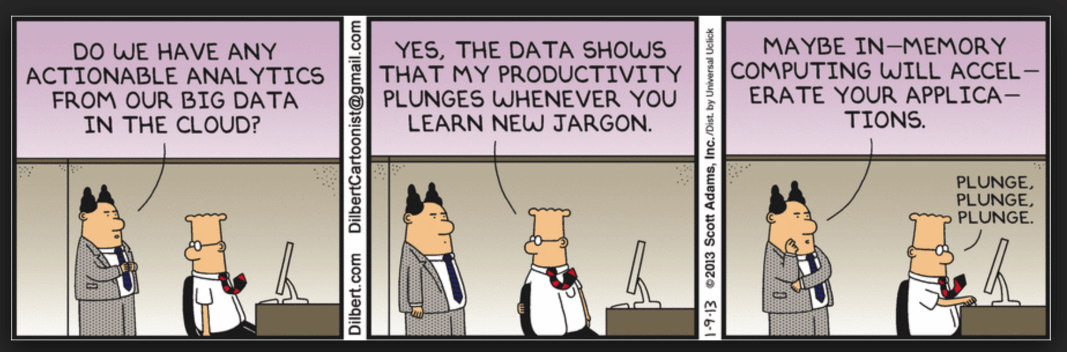 DO WE HAVE ANY
ACTIONABLE ANALYTICS
FROM OUR BIG DATA
IN THE CLOUD?
Dilbert.com DilbertCartoonist@gmail.com
YES, THE DATA SHOWS
THAT MY PRODUCTIVITY
PLUNGES WHENEVER YOU
LEARN NEW JARGON.
1-9-13 ©2013 Scott Adams, Inc. /Dist. by Universal Uclick
MAYBE IN-MEMORY
COMPUTING WILL ACCEL-
ERATE YOUR APPLICA-
TIONS.
PLUNGE,
PLUNGE,
PLUNGE.